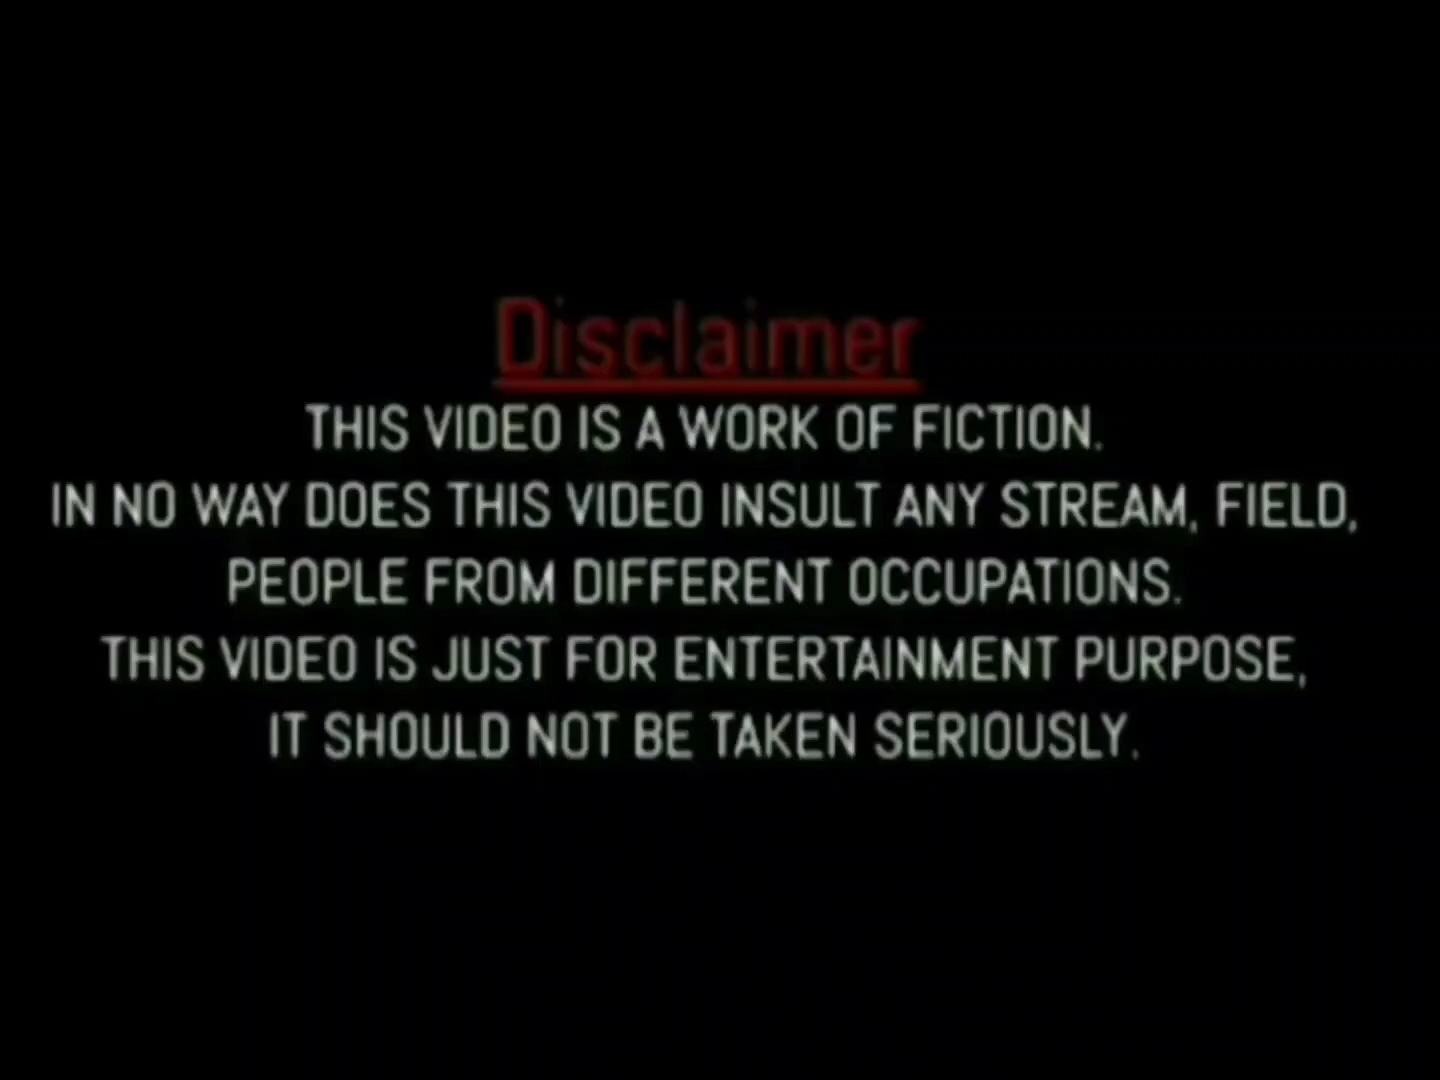 Disclaimer
THIS VIDEO IS A WORK OF FICTION.
IN NO WAY DOES THIS VIDEO INSULT ANY STREAM, FIELD,
PEOPLE FROM DIFFERENT OCCUPATIONS.
THIS VIDEO IS JUST FOR ENTERTAINMENT PURPOSE,
IT SHOULD NOT BE TAKEN SERIOUSLY.